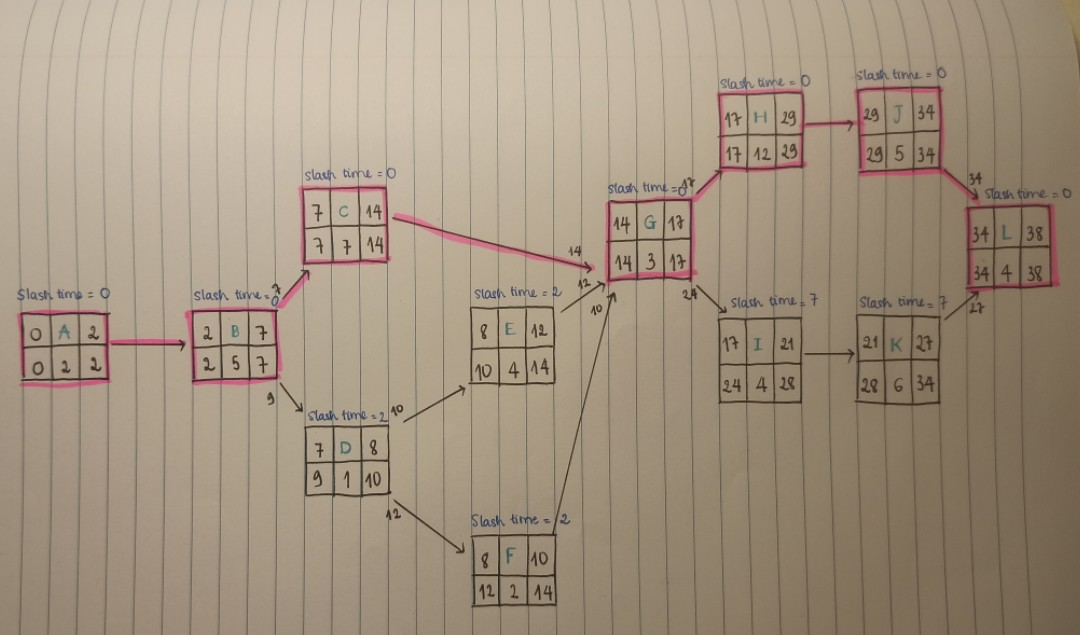 Slash time = 0
0 A 2
0 2 2
Slash time = 0
2 B 7
2 5 7
7
9
Slash time = 0
7 C 14
7 7 14
14
Slash time = 2
7 D 8
9 1 10
10
12
Slash time = 2
8 E 12
10 4 14
12
Slash time = 2
8 F 10
12 2 14
10
Slash time = 0
14 G 17
14 3 17
17
24
Slash time = 0
17 H 29
17 12 29
Slash time = 7
17 I 21
24 4 28
Slash time = 0
29 J 34
29 5 34
34
Slash time = 7
21 K 27
28 6 34
27
Slash time = 0
34 L 38
34 4 38